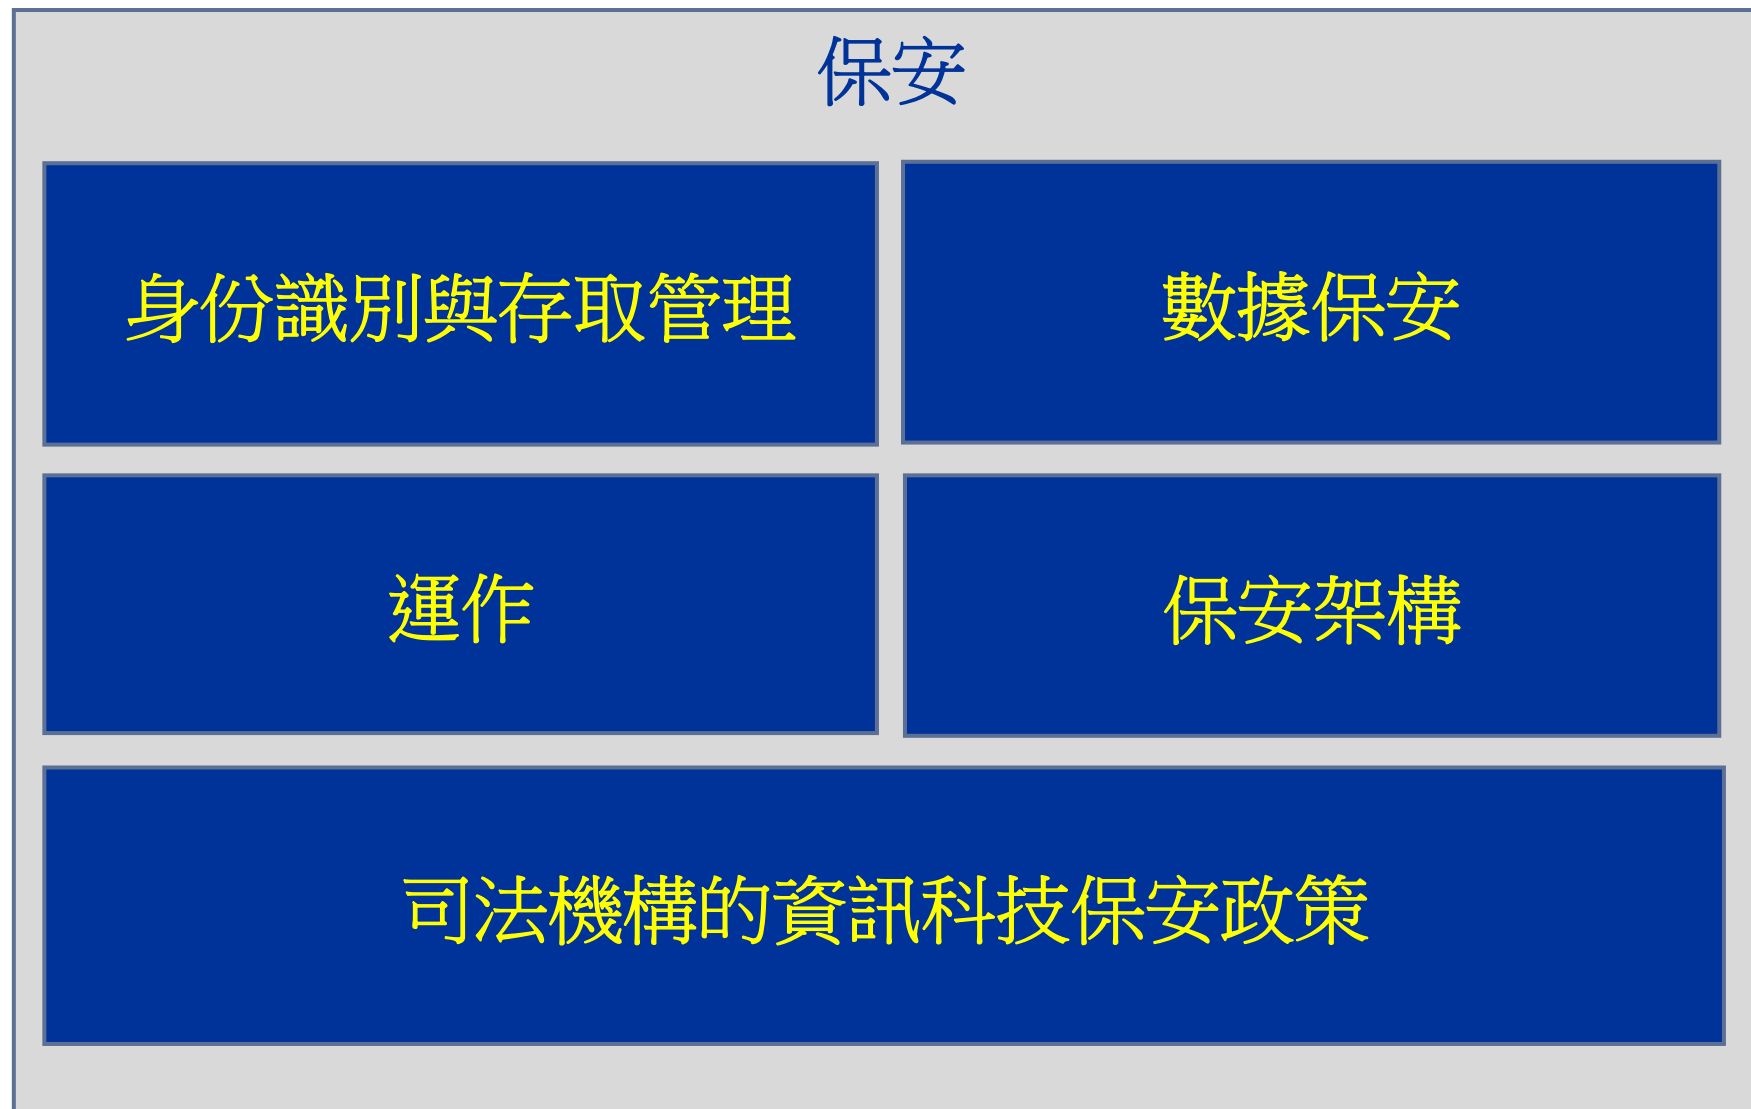 保安
身份識別與存取管理
數據保安
運作
保安架構
司法機構的資訊科技保安政策